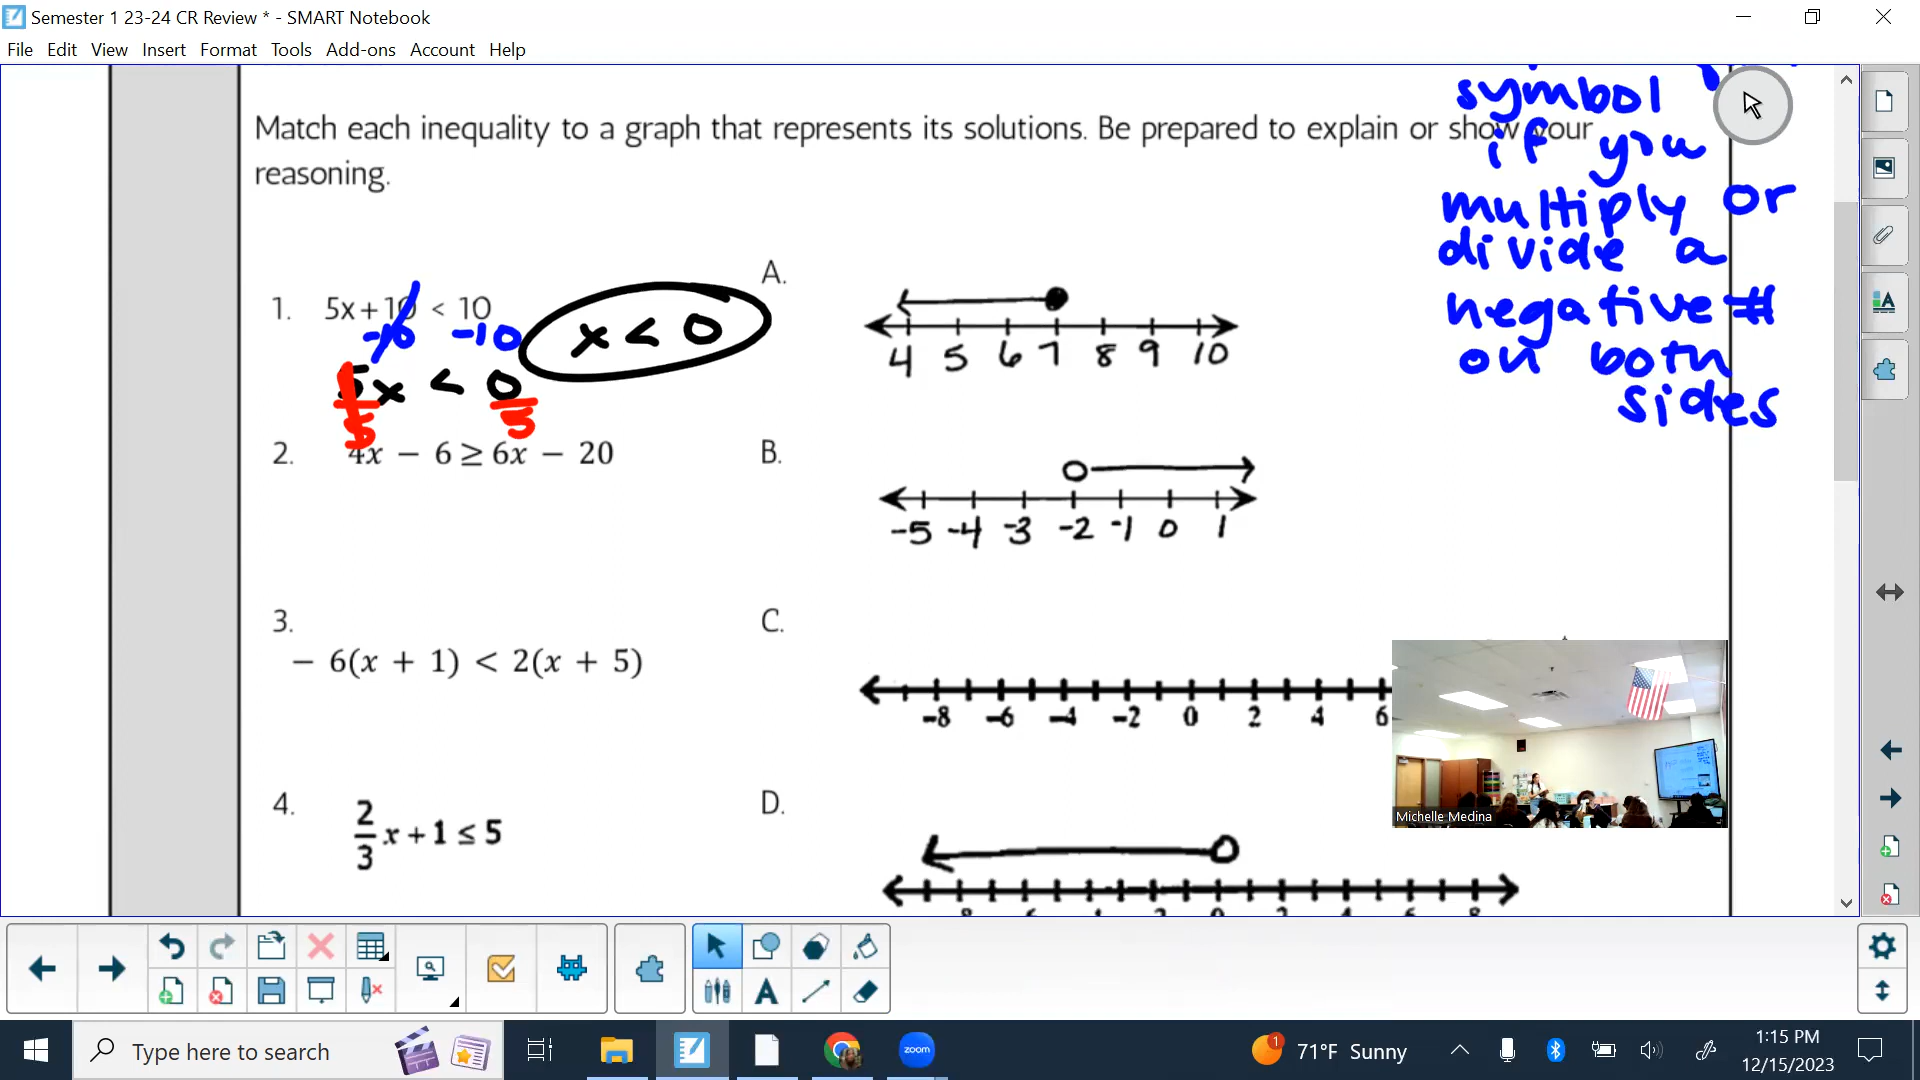 Semester 1 23-24 CR Review * - SMART Notebook
File Edit View Insert Format Tools Add-ons Account Help
symbol
if you
multiply or
divide a
negative #
on both
sides
Match each inequality to a graph that represents its solutions. Be prepared to explain or show your
reasoning.
1. 5x+10 < 10
-10 -10
x < 0
5x < 0
5 5
A.
4 5 6 7 8 9 10
2. 4x − 6 ≥ 6x − 20
B.
-5 -4 -3 -2 -1 0 1
3.
− 6(x + 1) < 2(x + 5)
C.
-8 -6 -4 -2 0 2 4 6
4. 2/3 x + 1 ≤ 5
D.
Michelle Medina
Type here to search
zoom
1
71°F Sunny
1:15 PM
12/15/2023